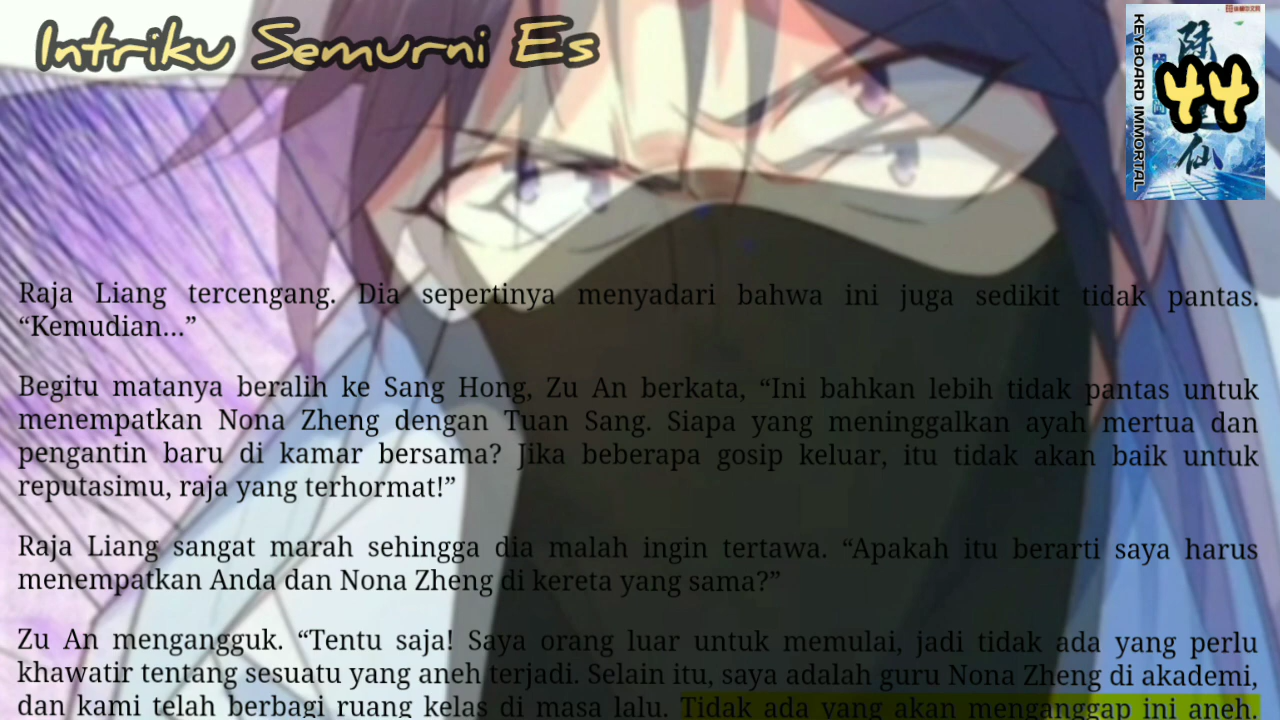 Intriku Semurni Es
KEYBOARD IMMORTAL
44
仙
Raja Liang tercengang. Dia sepertinya menyadari bahwa ini juga sedikit tidak pantas.
“Kemudian...”
Begitu matanya beralih ke Sang Hong, Zu An berkata, “Ini bahkan lebih tidak pantas untuk
menempatkan Nona Zheng dengan Tuan Sang. Siapa yang meninggalkan ayah mertua dan
pengantin baru di kamar bersama? Jika beberapa gosip keluar, itu tidak akan baik untuk
reputasimu, raja yang terhormat!”
Raja Liang sangat marah sehingga dia malah ingin tertawa. “Apakah itu berarti saya harus
menempatkan Anda dan Nona Zheng di kereta yang sama?”
Zu An mengangguk. “Tentu saja! Saya orang luar untuk memulai, jadi tidak ada yang perlu
khawatir tentang sesuatu yang aneh terjadi. Selain itu, saya adalah guru Nona Zheng di akademi,
dan kami telah berbagi ruang kelas di masa lalu. Tidak ada yang akan menganggap ini aneh.